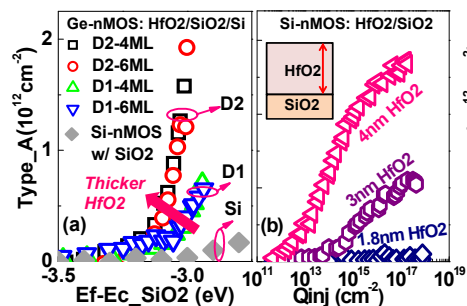 Ge-nMOS: HfO2/SiO2/Si
D2-4ML
D2-6ML
D1-4ML
D1-6ML
Si-nMOS
w/ SiO2
D2
D1
Si
Thicker
HfO2
(a)
2
1
0
Type_A(10¹²cm⁻²)
-3.5
-3.0
Ef-Ec_SiO2 (eV)
Si-nMOS: HfO2/SiO2
(b)
HfO2
SiO2
4nm HfO2
3nm HfO2
1.8nm HfO2
10¹¹ 10¹³ 10¹⁵ 10¹⁷ 10¹⁹
Qinj (cm⁻²)